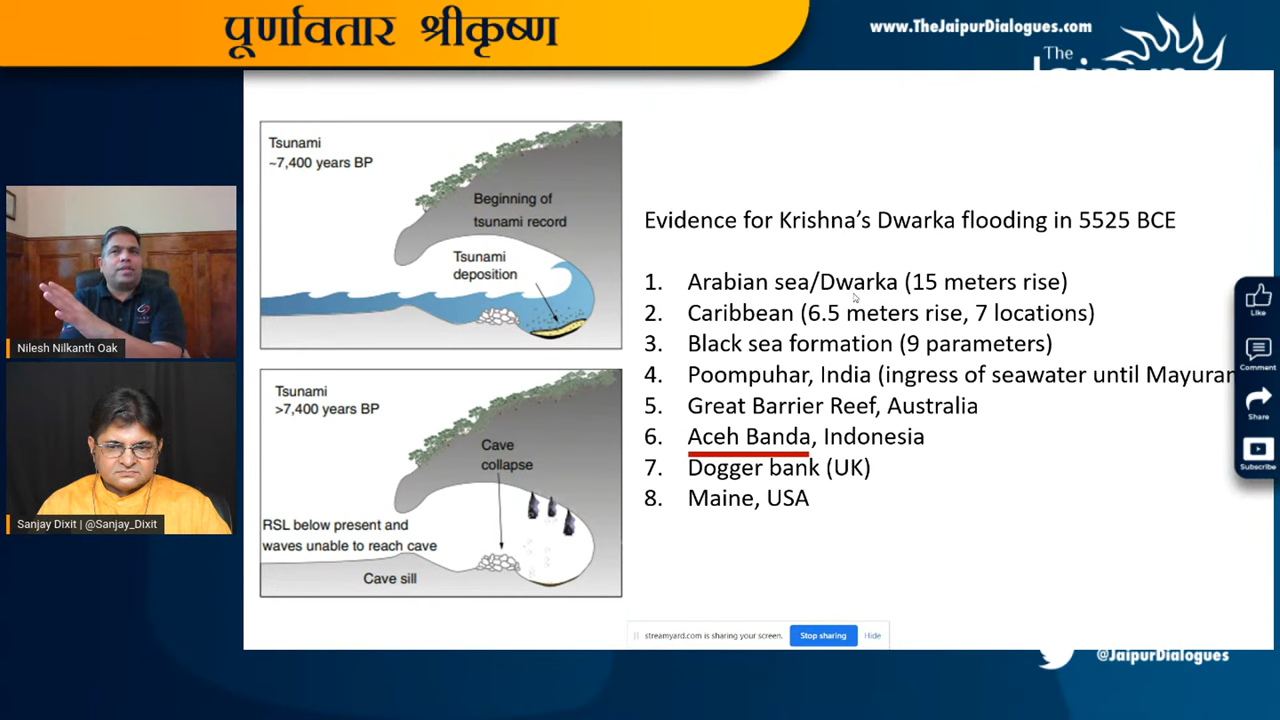 पूर्णावतार श्रीकृष्ण
www.TheJaipurDialogues.com
The
Tsunami
~7,400 years BP
Beginning of
tsunami record
Tsunami
deposition
Tsunami
>7,400 years BP
Cave
collapse
RSL below present and
waves unable to reach cave
Cave sill
Evidence for Krishna’s Dwarka flooding in 5525 BCE
1. Arabian sea/Dwarka (15 meters rise)
2. Caribbean (6.5 meters rise, 7 locations)
3. Black sea formation (9 parameters)
4. Poompuhar, India (ingress of seawater until Mayuran
5. Great Barrier Reef, Australia
6. Aceh Banda, Indonesia
7. Dogger bank (UK)
8. Maine, USA
Nilesh Nilkanth Oak
Sanjay Dixit | @Sanjay_Dixit
Like
Comment
Share
Subscribe
streamyard.com is sharing your screen.
Stop sharing
Hide
@JaipurDialogues